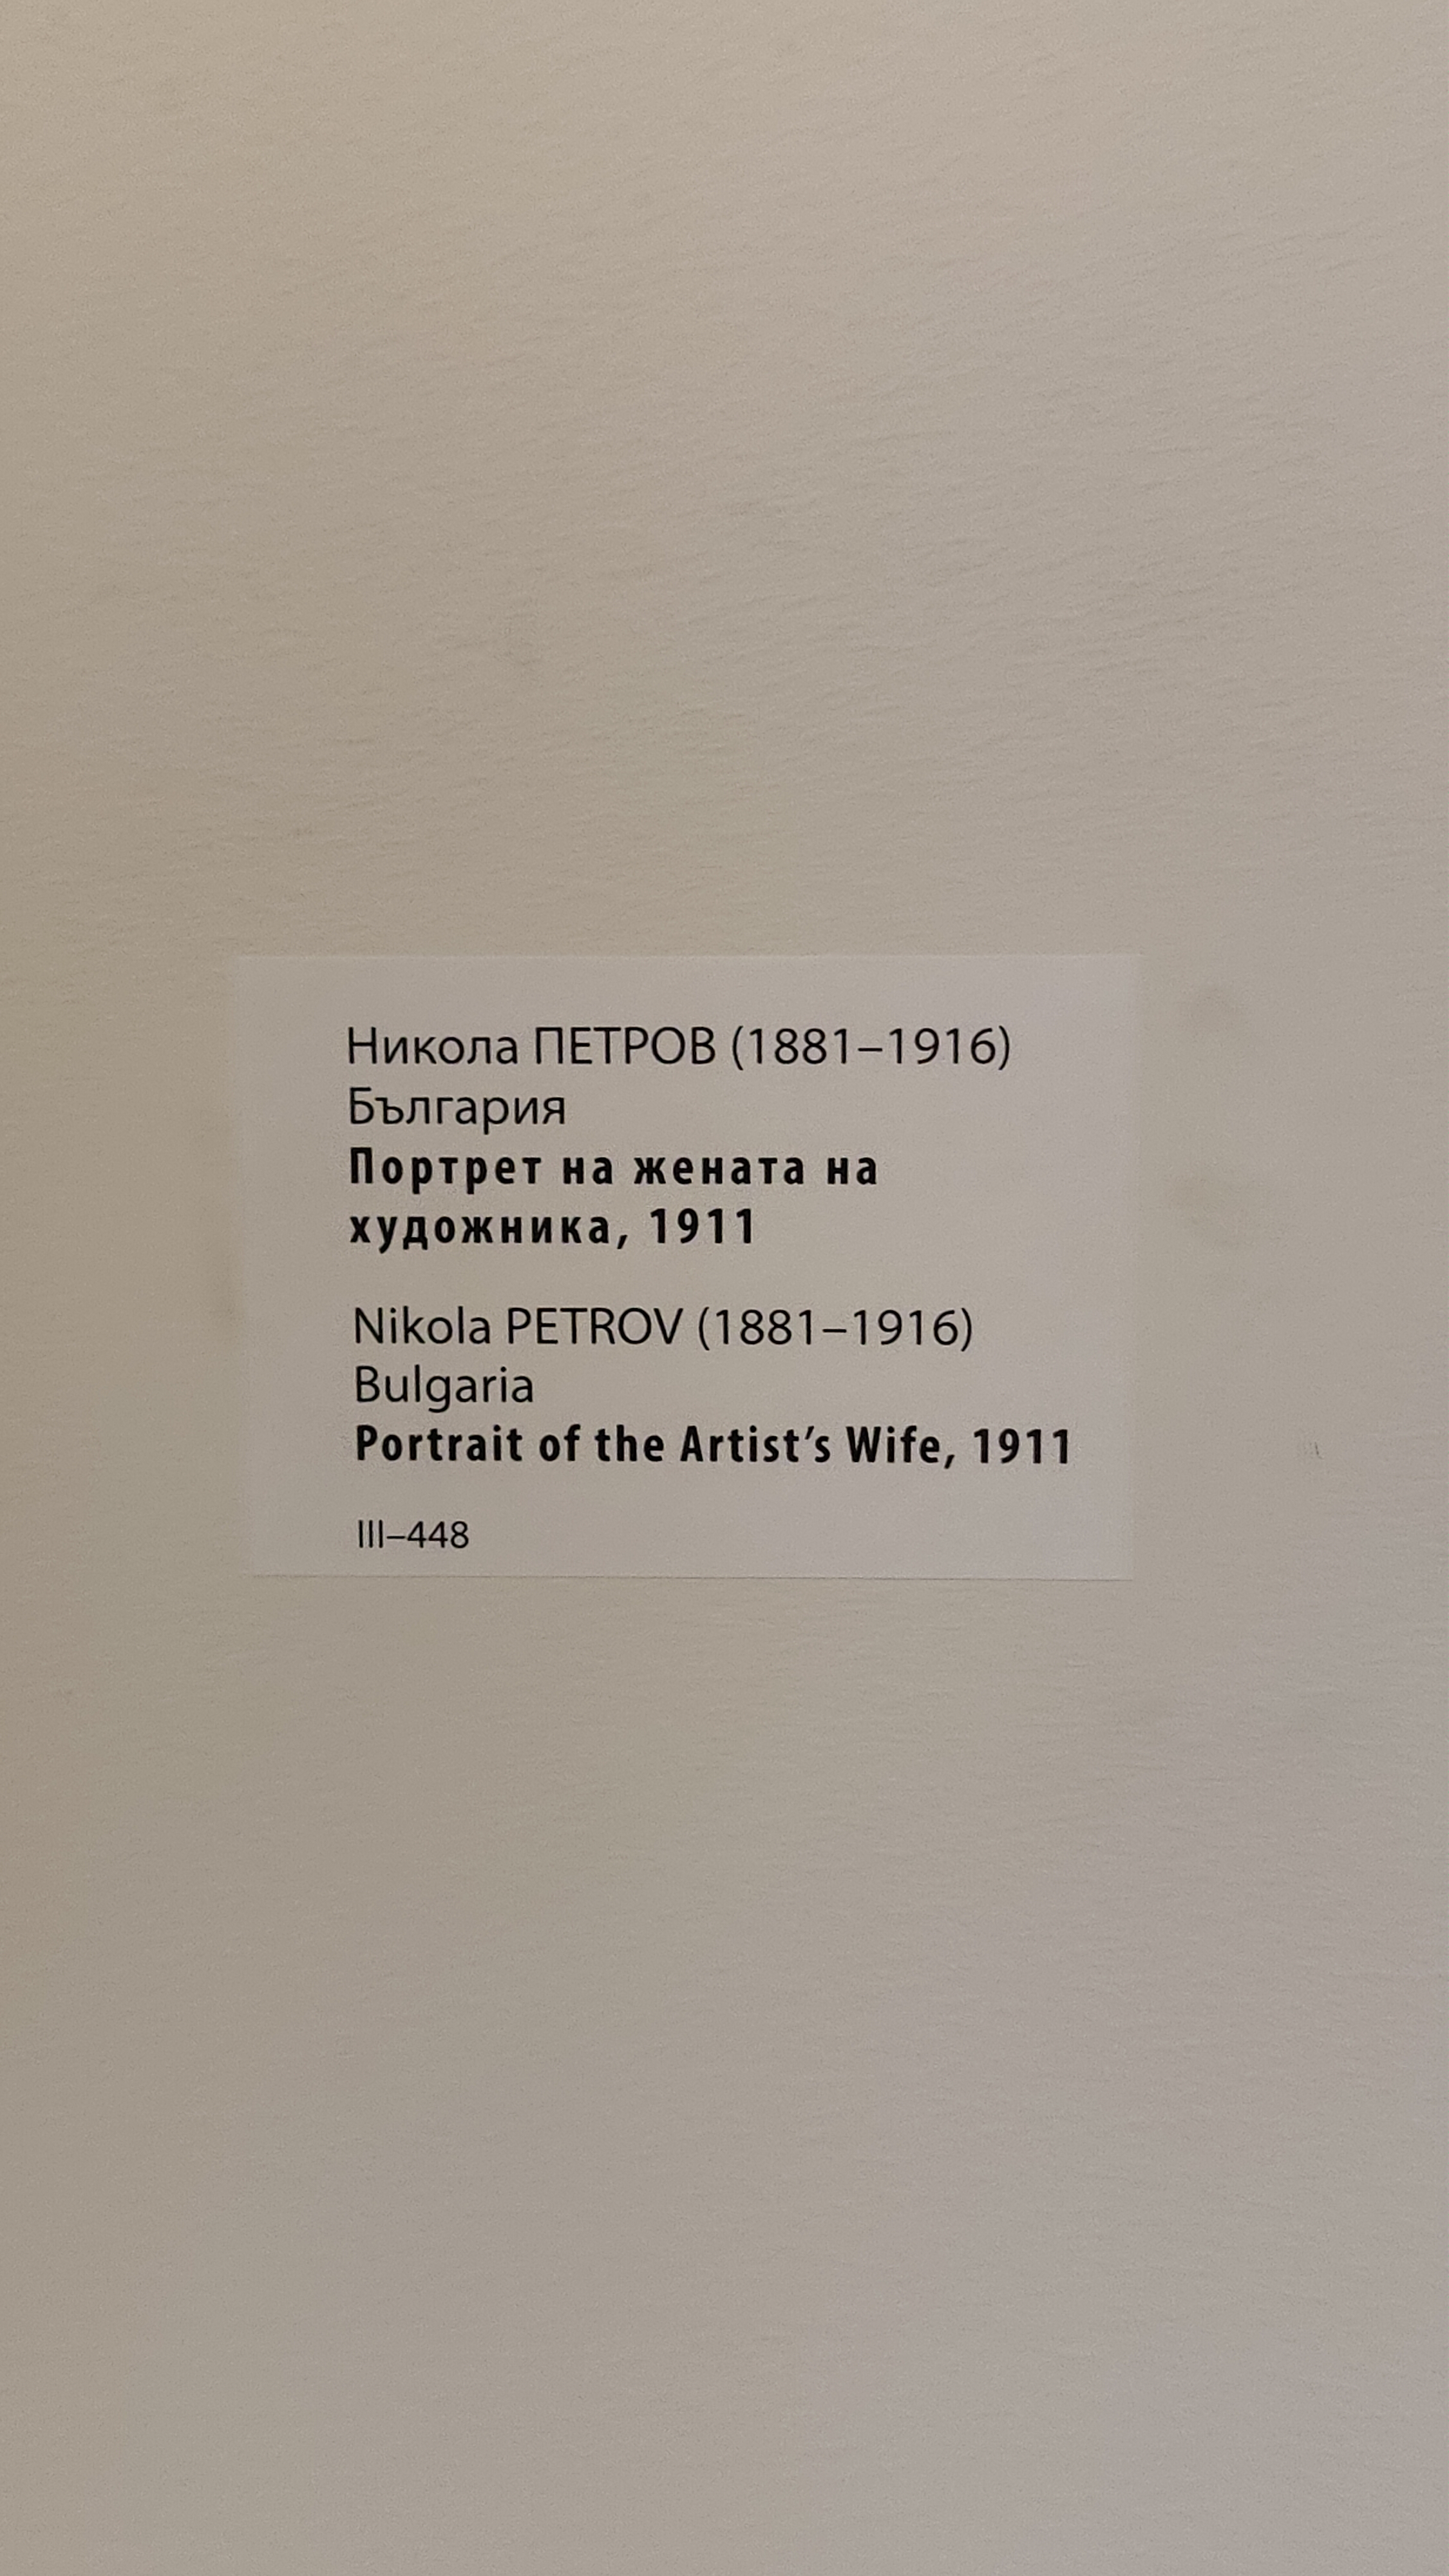 Никола ПЕТРОВ (1881–1916)
България
Портрет на жената на
художника, 1911
Nikola PETROV (1881–1916)
Bulgaria
Portrait of the Artist’s Wife, 1911
III–448